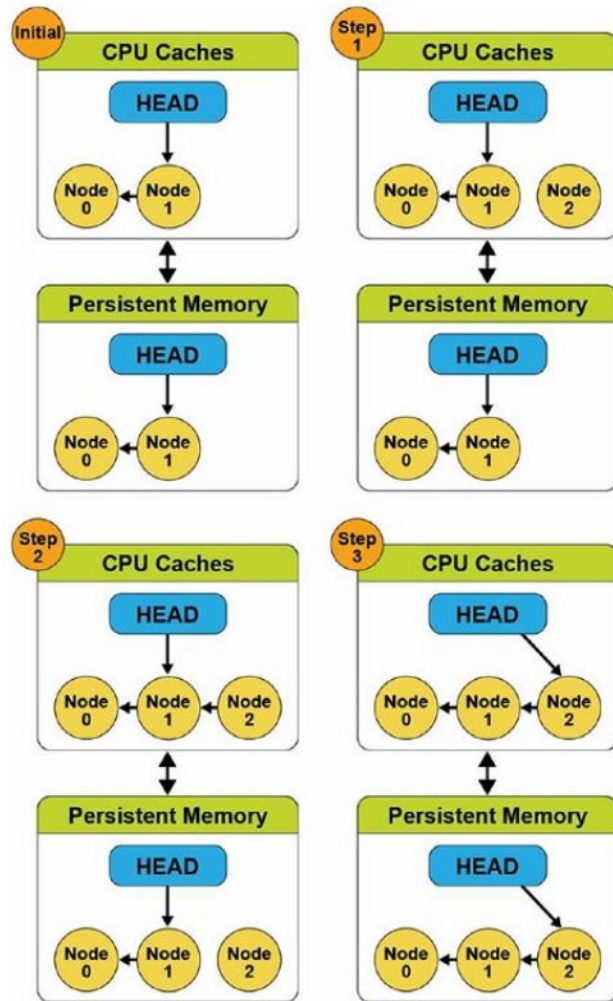 Initial
CPU Caches
HEAD
Node 0
Node 1
Persistent Memory
HEAD
Node 0
Node 1
Step 1
CPU Caches
HEAD
Node 0
Node 1
Node 2
Persistent Memory
HEAD
Node 0
Node 1
Step 2
CPU Caches
HEAD
Node 0
Node 1
Node 2
Persistent Memory
HEAD
Node 0
Node 1
Node 2
Step 3
CPU Caches
HEAD
Node 0
Node 1
Node 2
Persistent Memory
HEAD
Node 0
Node 1
Node 2